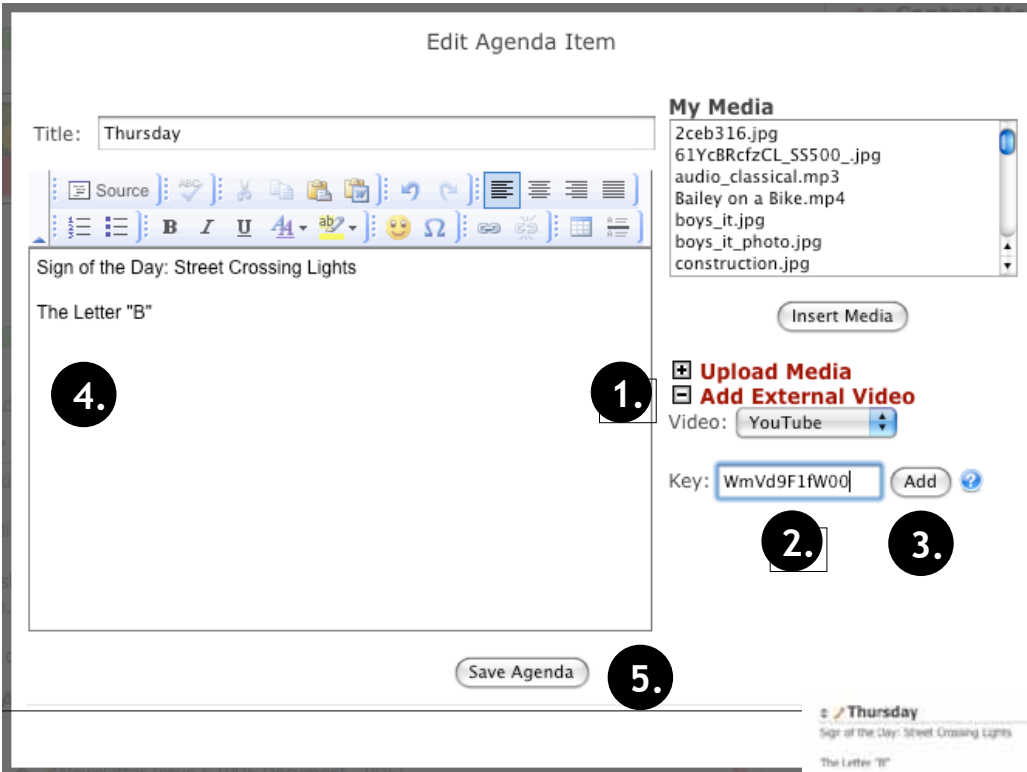 Edit Agenda Item
Title: Thursday
Source
ABC
B I U A ab
Ω
Sign of the Day: Street Crossing Lights
The Letter "B"
4.
My Media
2ceb316.jpg
61YcBRcfzCL_SS500_.jpg
audio_classical.mp3
Bailey on a Bike.mp4
boys_it.jpg
boys_it_photo.jpg
construction.jpg
Insert Media
1.
Upload Media
Add External Video
Video: YouTube
Key: WmVd9F1fW00 Add ?
2.
3.
Save Agenda
5.
Thursday
Sign of the Day: Street Crossing Lights
The Letter "B"